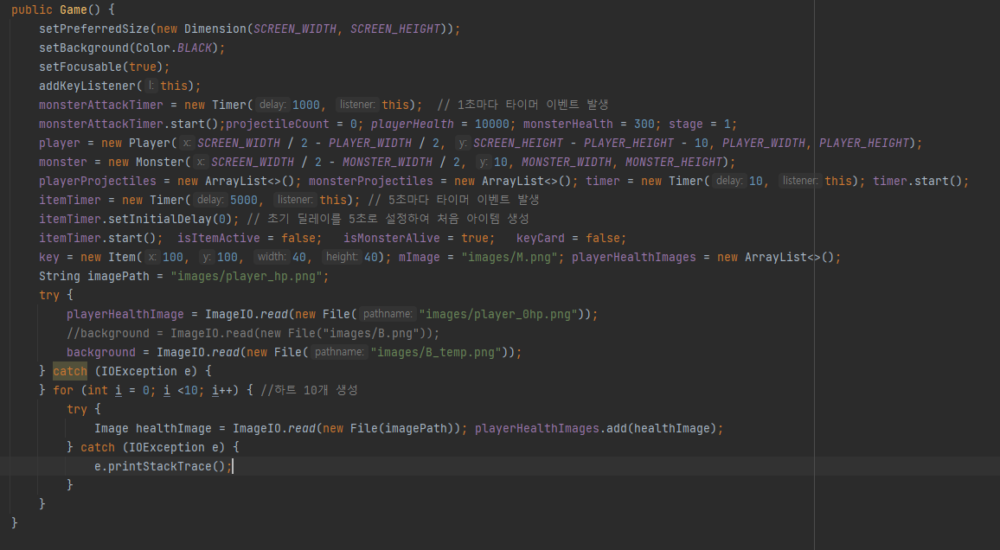 public Game() {
setPreferredSize(new Dimension(SCREEN_WIDTH, SCREEN_HEIGHT));
setBackground(Color.BLACK);
setFocusable(true);
addKeyListener( l: this);
monsterAttackTimer = new Timer( delay: 1000, listener: this);  // 1초마다 타이머 이벤트 발생
monsterAttackTimer.start();projectileCount = 0; playerHealth = 10000; monsterHealth = 300; stage = 1;
player = new Player( x: SCREEN_WIDTH / 2 - PLAYER_WIDTH / 2, y: SCREEN_HEIGHT - PLAYER_HEIGHT - 10, PLAYER_WIDTH, PLAYER_HEIGHT);
monster = new Monster( x: SCREEN_WIDTH / 2 - MONSTER_WIDTH / 2, y: 10, MONSTER_WIDTH, MONSTER_HEIGHT);
playerProjectiles = new ArrayList<>(); monsterProjectiles = new ArrayList<>(); timer = new Timer( delay: 10, listener: this); timer.start();
itemTimer = new Timer( delay: 5000, listener: this); // 5초마다 타이머 이벤트 발생
itemTimer.setInitialDelay(0); // 초기 딜레이를 5초로 설정하여 처음 아이템 생성
itemTimer.start();  isItemActive = false;   isMonsterAlive = true;   keyCard = false;
key = new Item( x: 100, y: 100, width: 40, height: 40); mImage = "images/M.png"; playerHealthImages = new ArrayList<>();
String imagePath = "images/player_hp.png";
try {
playerHealthImage = ImageIO.read(new File( pathname: "images/player_0hp.png"));
//background = ImageIO.read(new File("images/B.png"));
background = ImageIO.read(new File( pathname: "images/B_temp.png"));
} catch (IOException e) {
} for (int i = 0; i <10; i++) { //하트 10개 생성
try {
Image healthImage = ImageIO.read(new File(imagePath)); playerHealthImages.add(healthImage);
} catch (IOException e) {
e.printStackTrace();
}
}
}